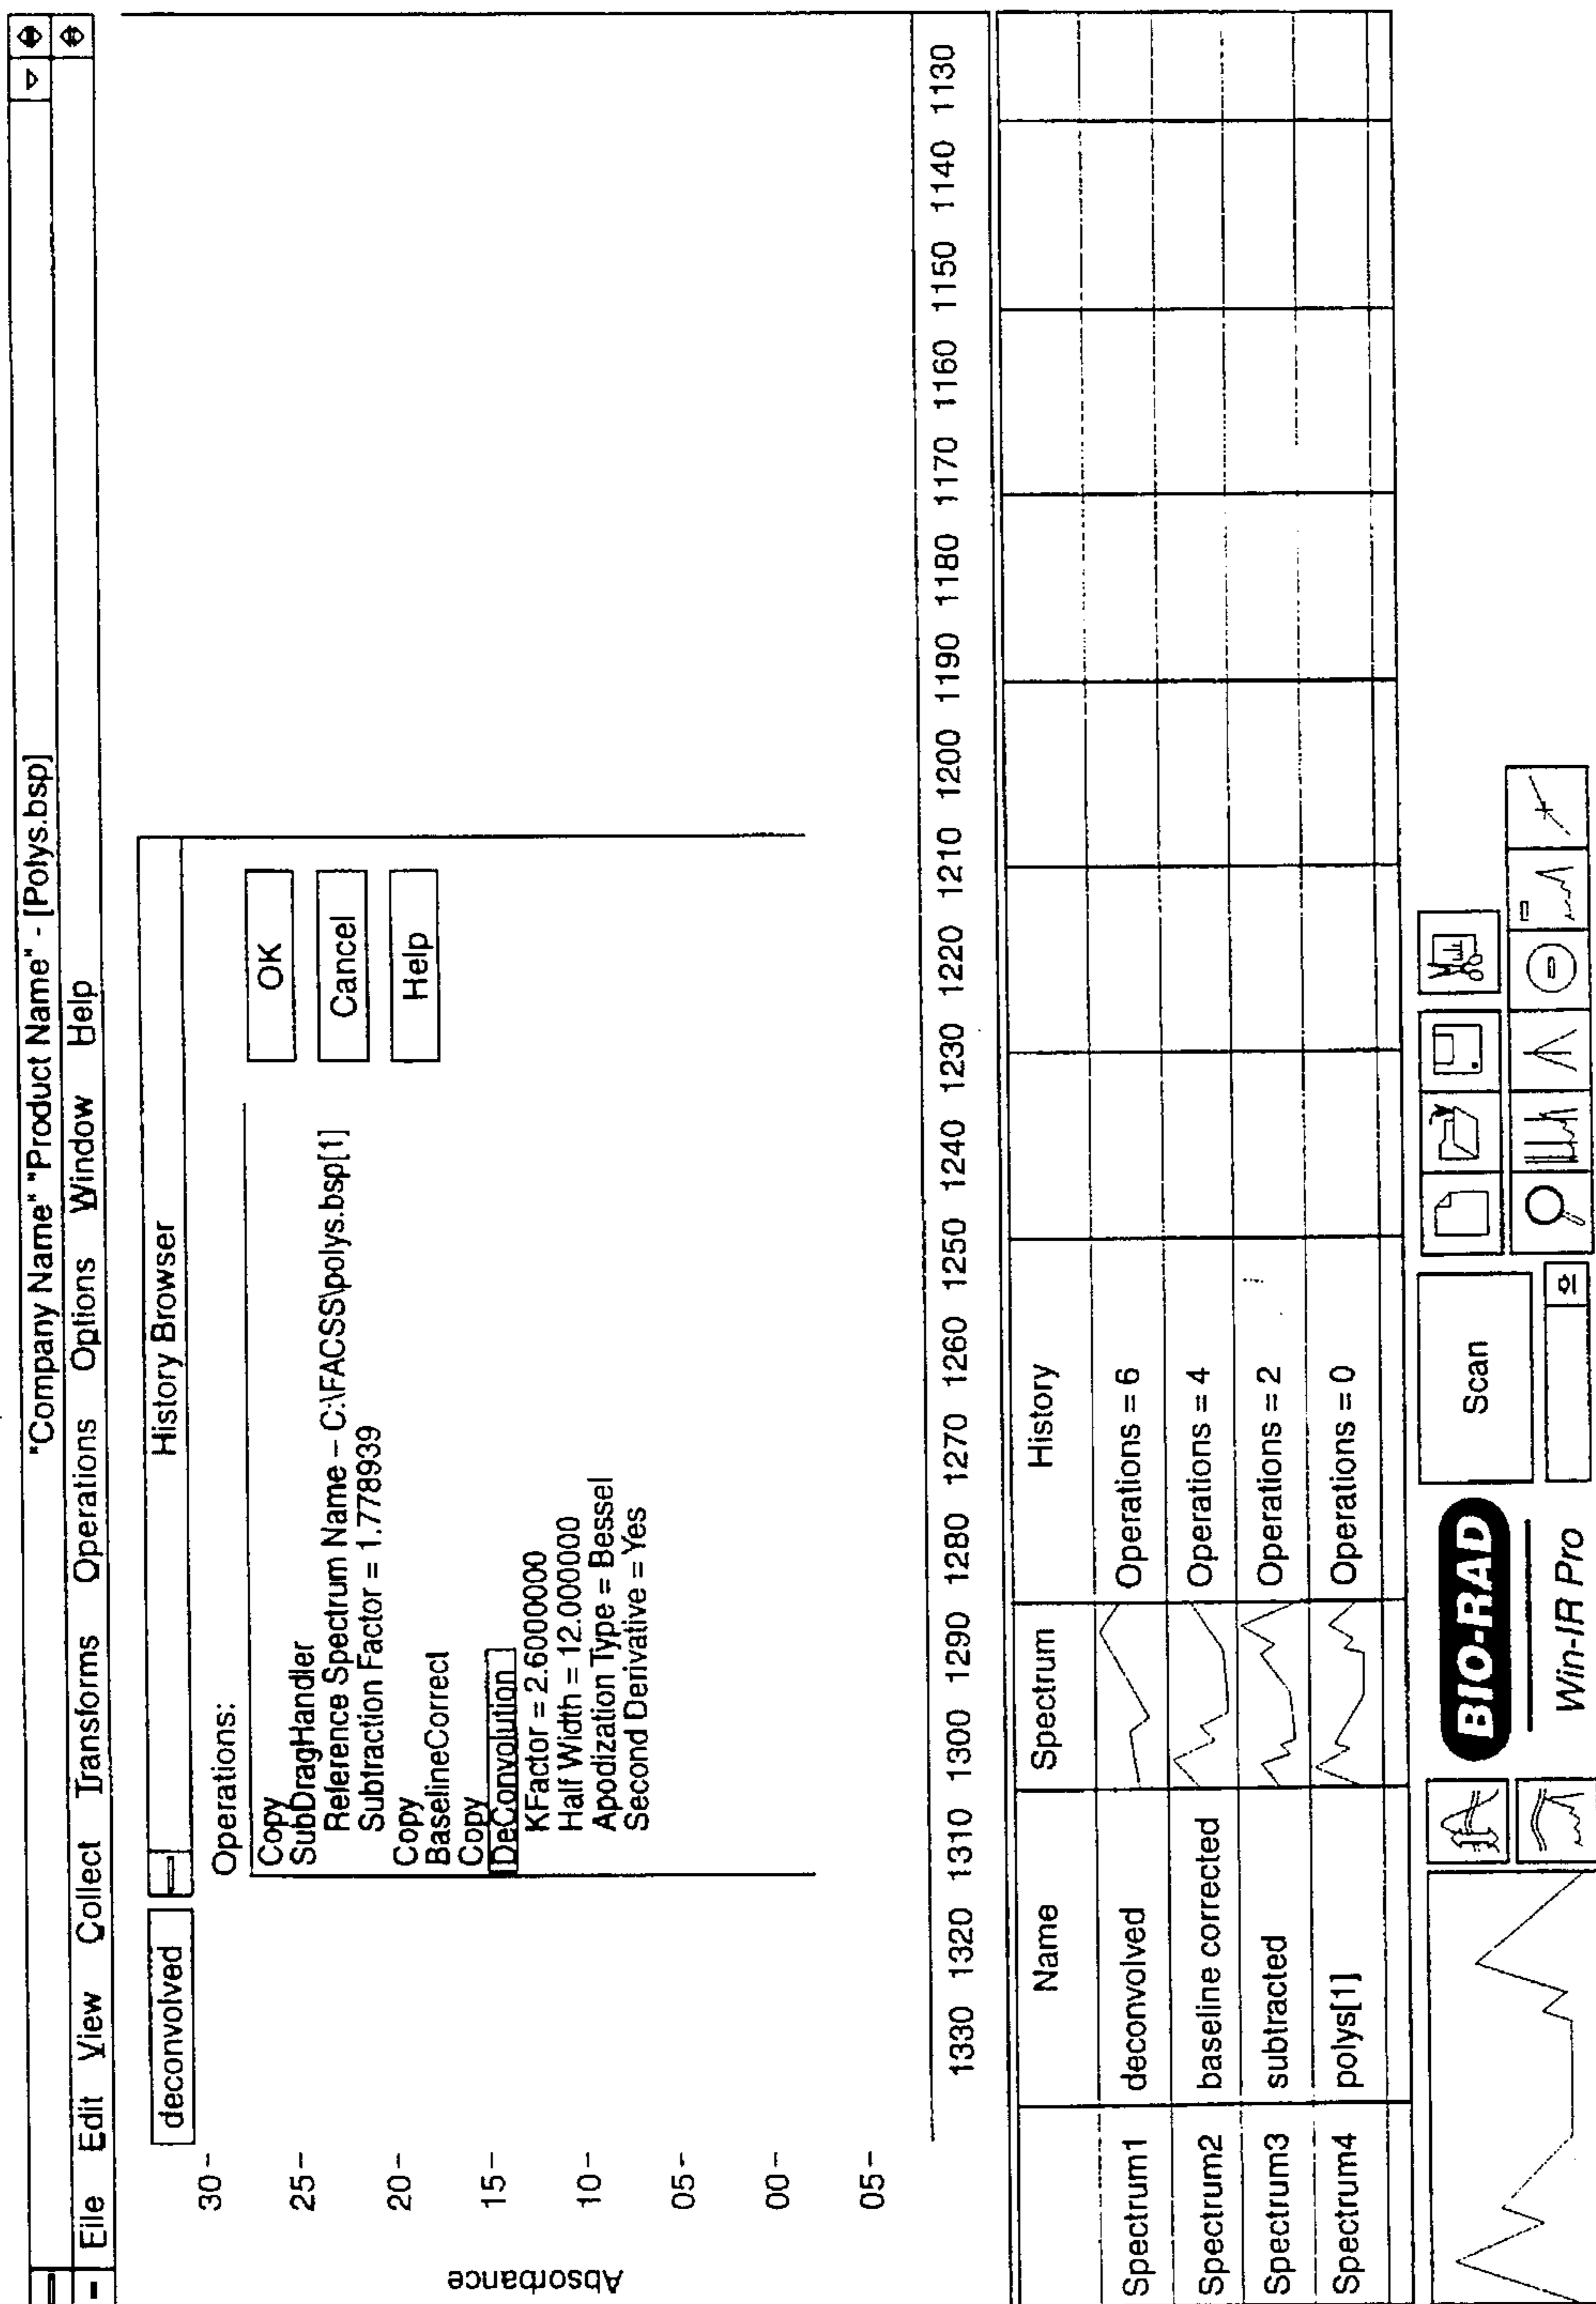 "Company Name" "Product Name" - [Polys.bsp]
File Edit View Collect Transforms Operations Options Window Help
deconvolved
History Browser
Operations:
Copy
SubDragHandler
Reference Spectrum Name – C:\FACSS\polys.bsp[1]
Subtraction Factor = 1.778939
Copy
BaselineCorrect
Copy
DeConvolution
KFactor = 2.6000000
Half Width = 12.000000
Apodization Type = Bessel
Second Derivative = Yes
OK
Cancel
Help
Absorbance
30-
25-
20-
15-
10-
05-
00-
05-
1330 1320 1310 1300 1290 1280 1270 1260 1250 1240 1230 1220 1210 1200 1190 1180 1170 1160 1150 1140 1130
Name Spectrum History
Spectrum1 deconvolved Operations = 6
Spectrum2 baseline corrected Operations = 4
Spectrum3 subtracted Operations = 2
Spectrum4 polys[1] Operations = 0
BIO-RAD
Win-IR Pro
Scan